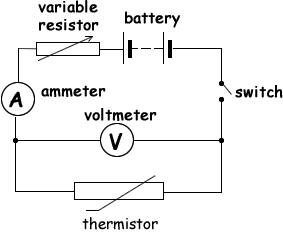 variable
resistor
battery
A
ammeter
switch
voltmeter
V
thermistor